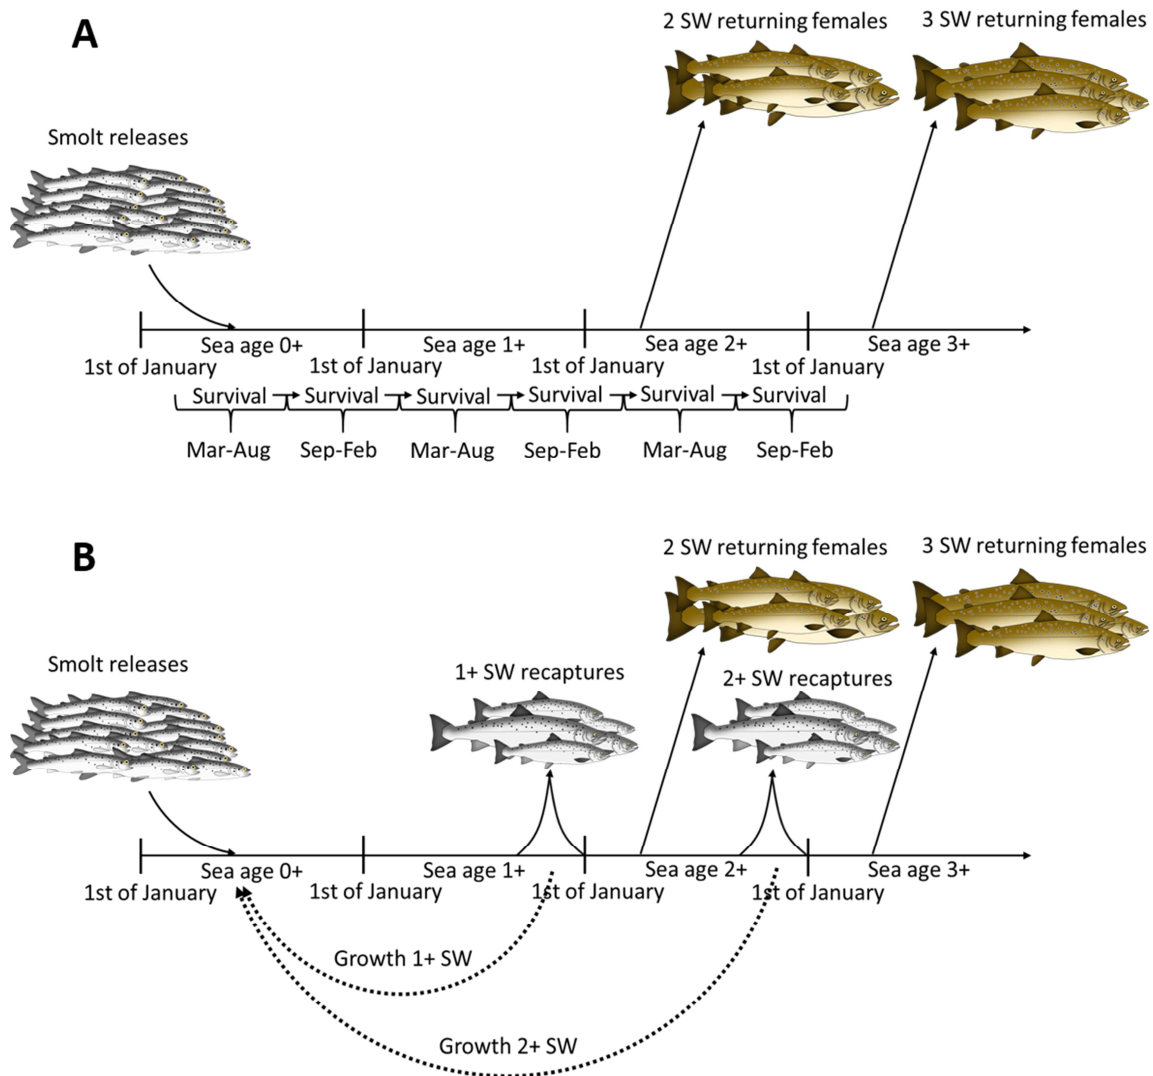 A
2 SW returning females
3 SW returning females
Smolt releases
Sea age 0+
Sea age 1+
Sea age 2+
Sea age 3+
1st of January
1st of January
1st of January
1st of January
Survival
Survival
Survival
Survival
Survival
Survival
Mar-Aug
Sep-Feb
Mar-Aug
Sep-Feb
Mar-Aug
Sep-Feb
B
2 SW returning females
3 SW returning females
Smolt releases
1+ SW recaptures
2+ SW recaptures
Sea age 0+
Sea age 1+
Sea age 2+
Sea age 3+
1st of January
1st of January
1st of January
1st of January
Growth 1+ SW
Growth 2+ SW